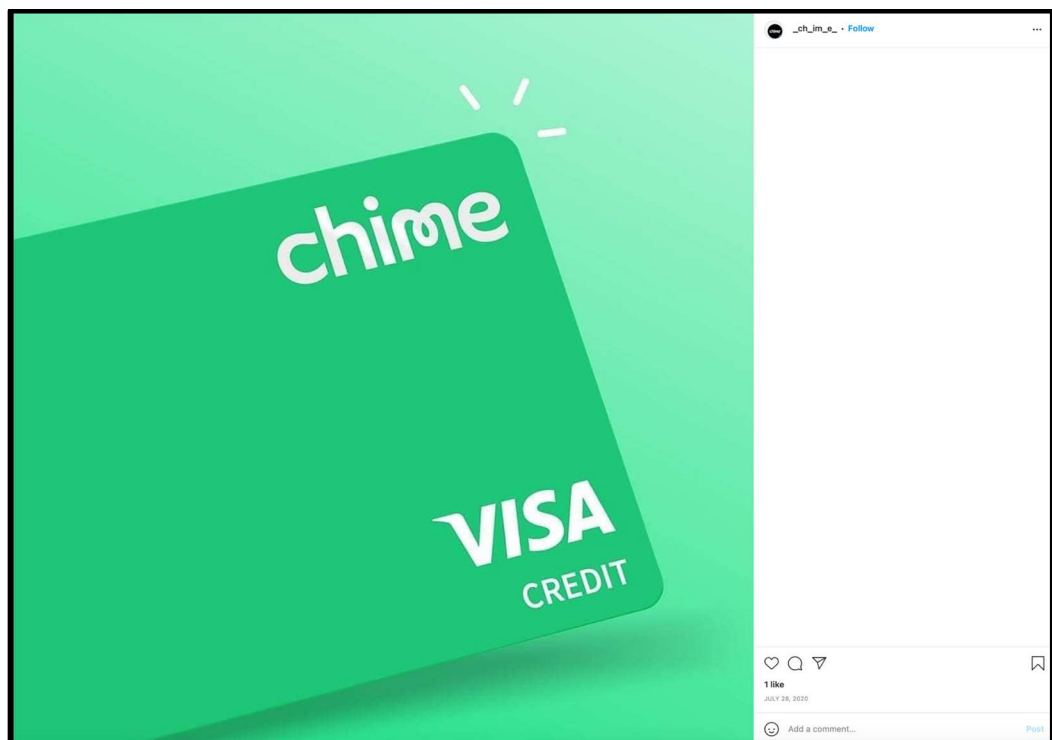 chime
VISA
CREDIT
_ch_im_e_ • Follow
1 like
JULY 28, 2020
Add a comment...
Post